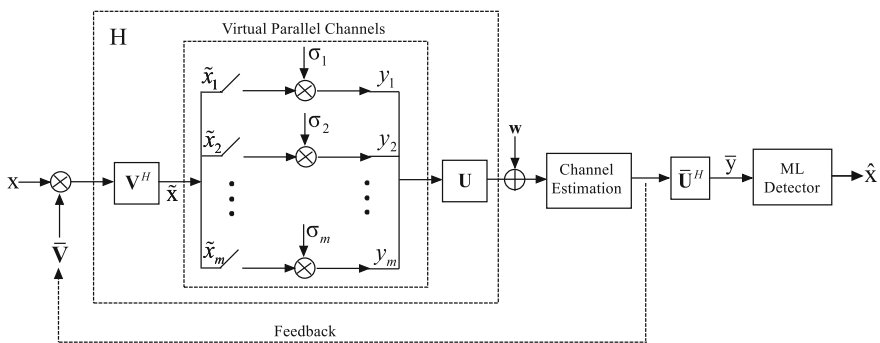 Virtual Parallel Channels
H
σ₁
x̃₁
y₁
σ₂
x̃₂
y₂
w
x
V^H
x̃
U
Channel
Estimation
Ū^H
ȳ
ML
Detector
x̂
σₘ
V̄
x̃ₘ
yₘ
Feedback